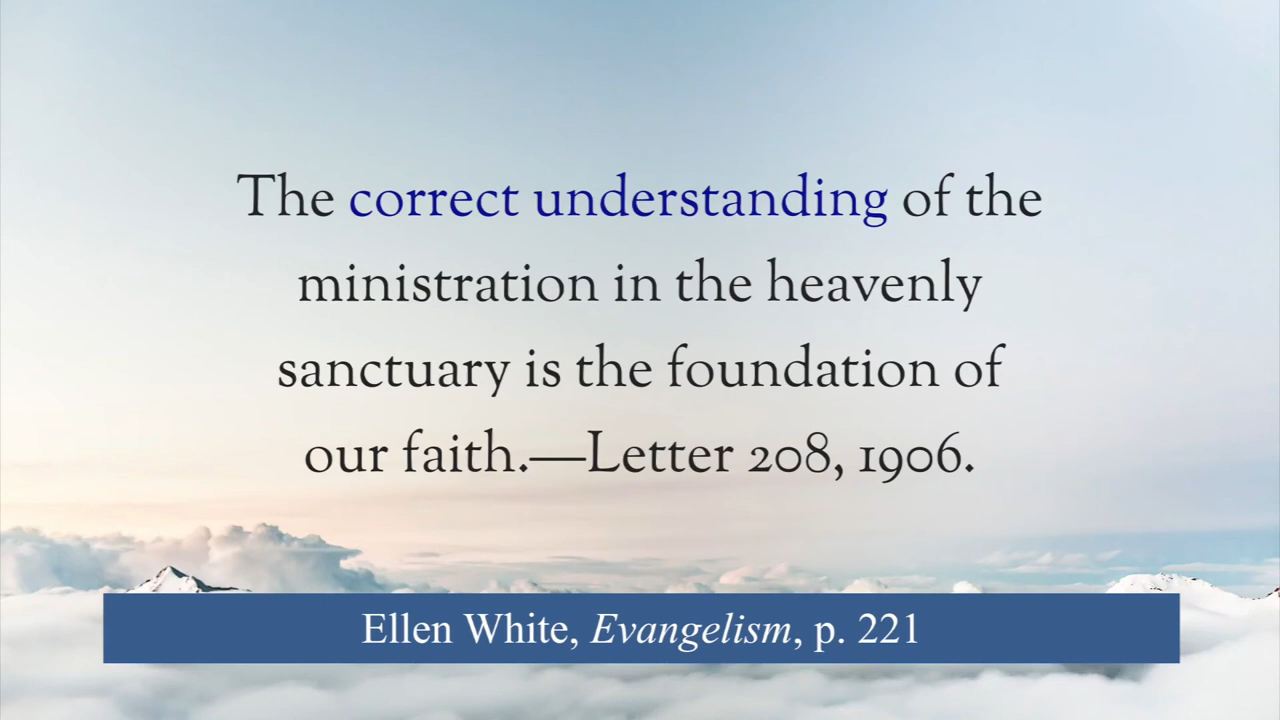 The correct understanding of the
ministration in the heavenly
sanctuary is the foundation of
our faith.—Letter 208, 1906.
Ellen White, Evangelism, p. 221